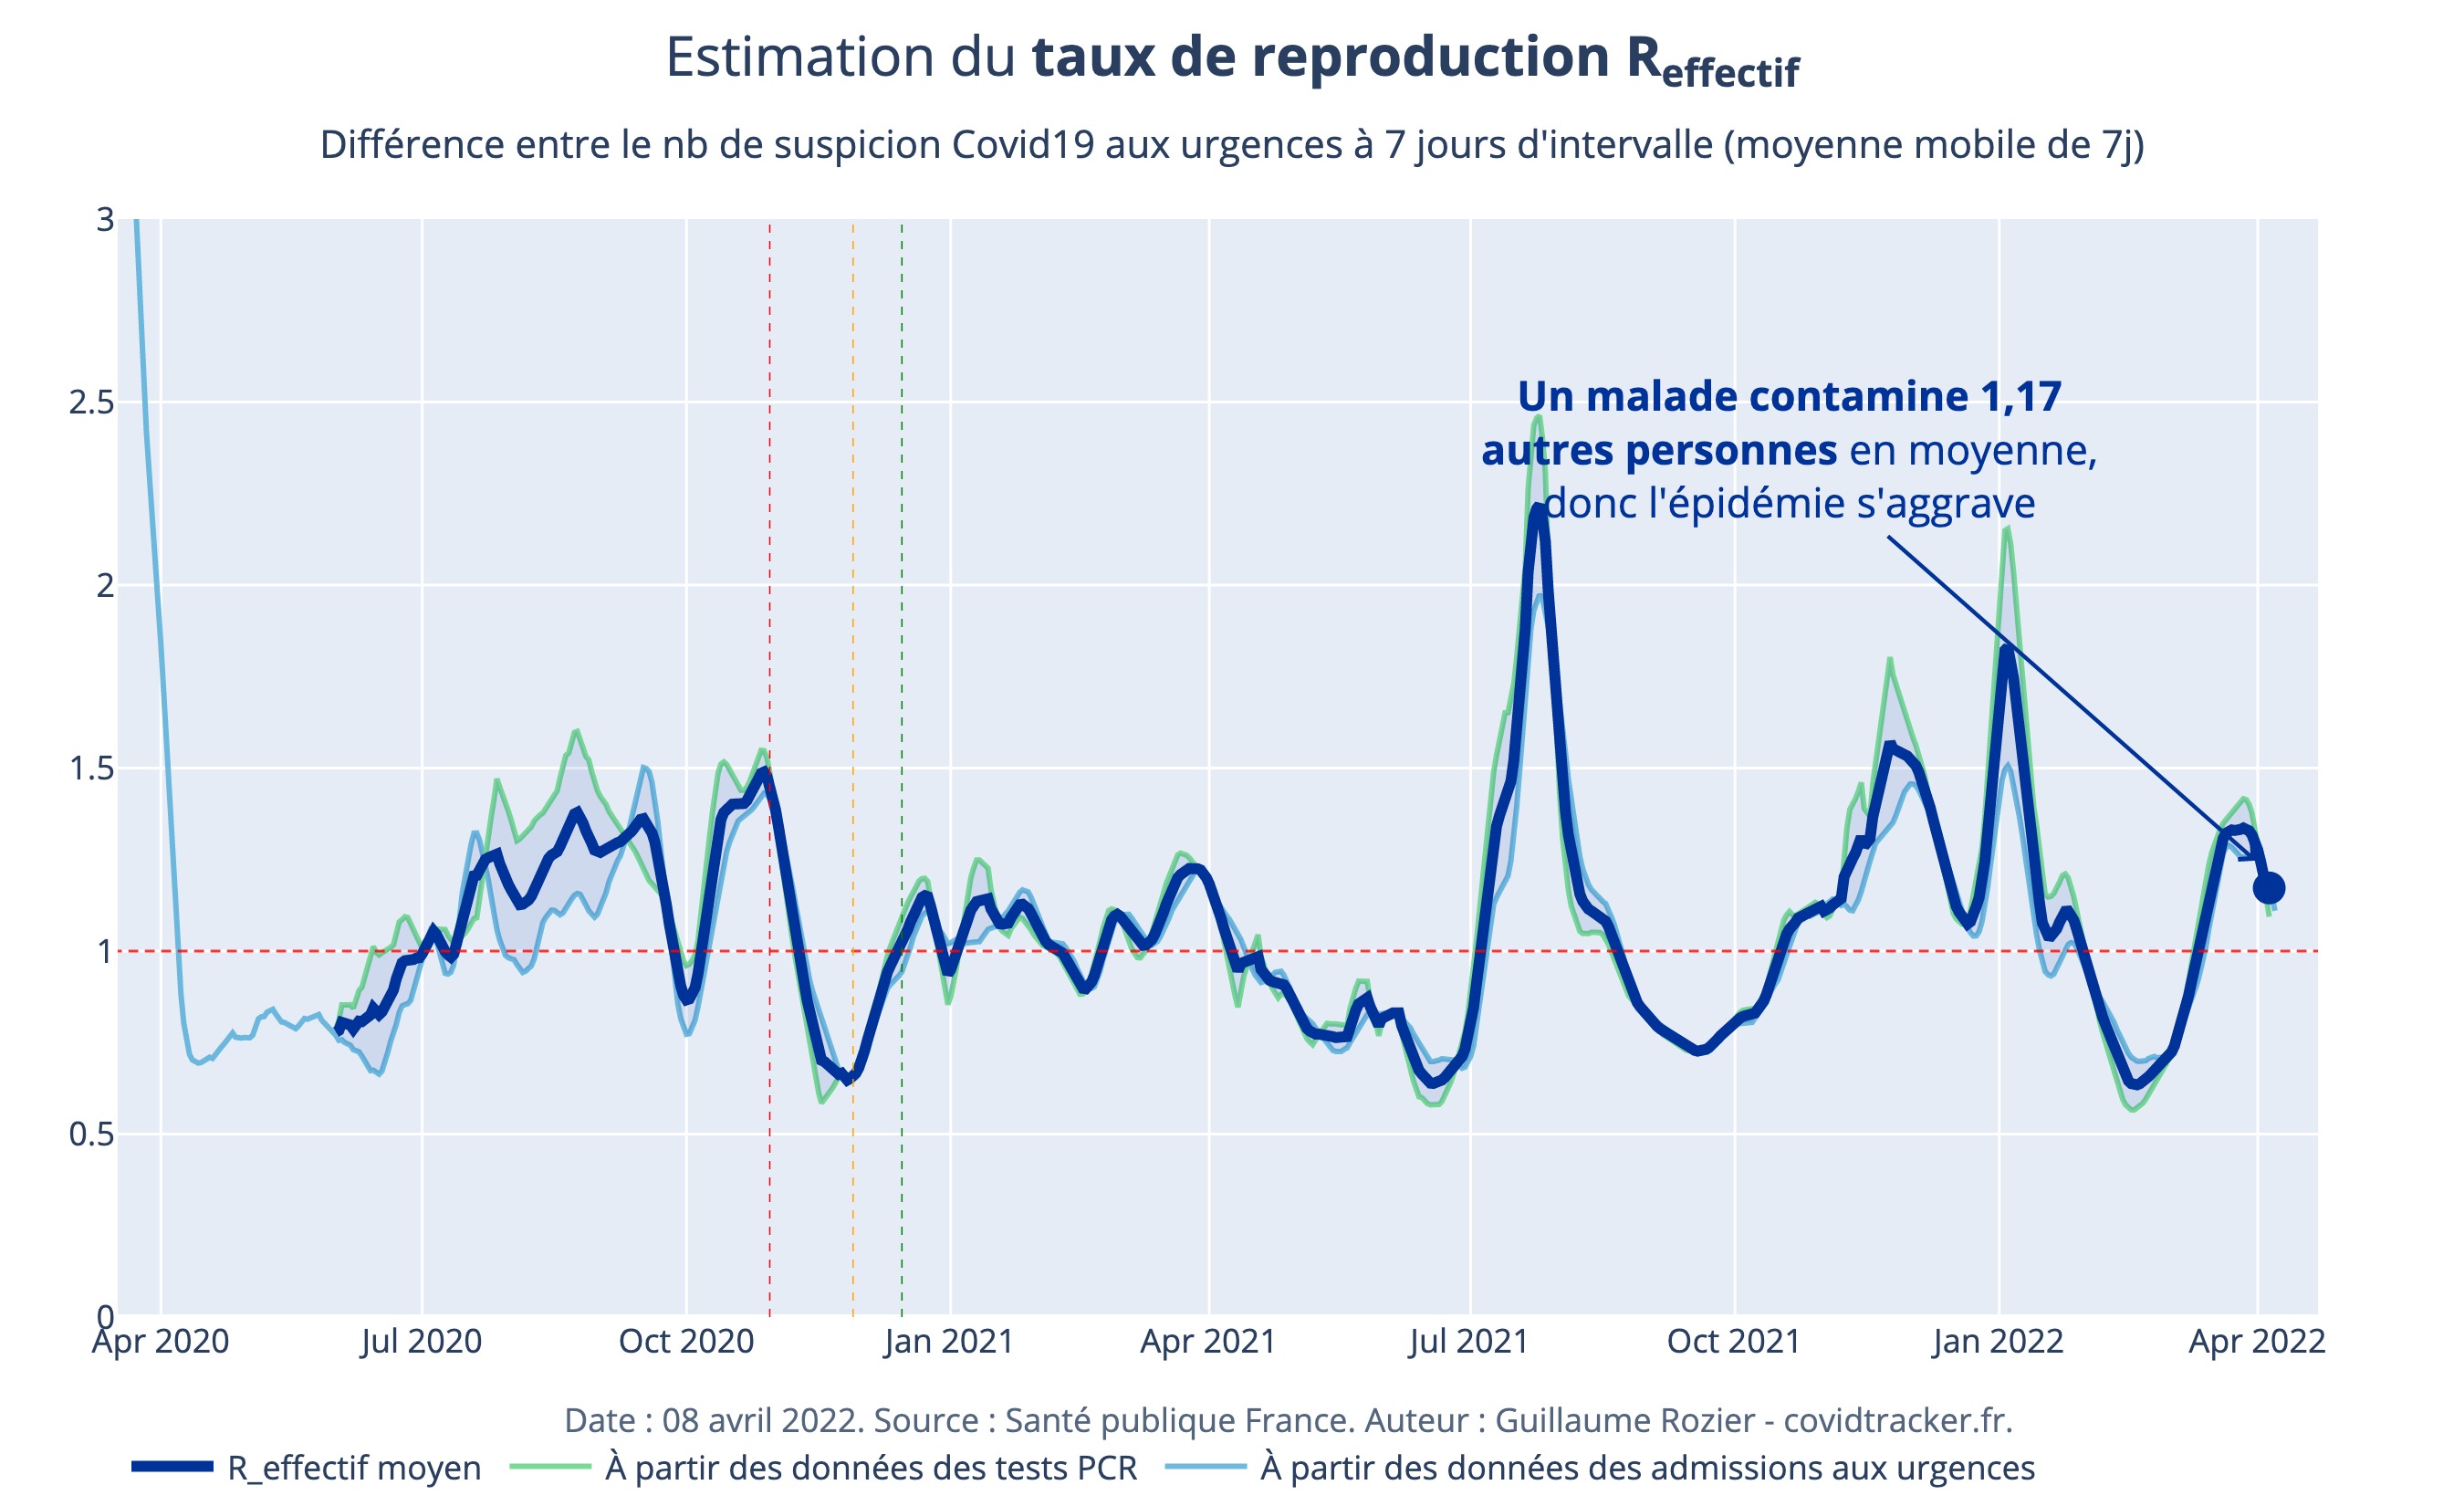 Estimation du taux de reproduction Reffectif
Différence entre le nb de suspicion Covid19 aux urgences à 7 jours d'intervalle (moyenne mobile de 7j)
3
2.5
2
1.5
1
0.5
0
Un malade contamine 1,17
autres personnes en moyenne,
donc l'épidémie s'aggrave
Apr 2020 Jul 2020 Oct 2020 Jan 2021 Apr 2021 Jul 2021 Oct 2021 Jan 2022 Apr 2022
Date : 08 avril 2022. Source : Santé publique France. Auteur : Guillaume Rozier - covidtracker.fr.
R_effectif moyen À partir des données des tests PCR À partir des données des admissions aux urgences